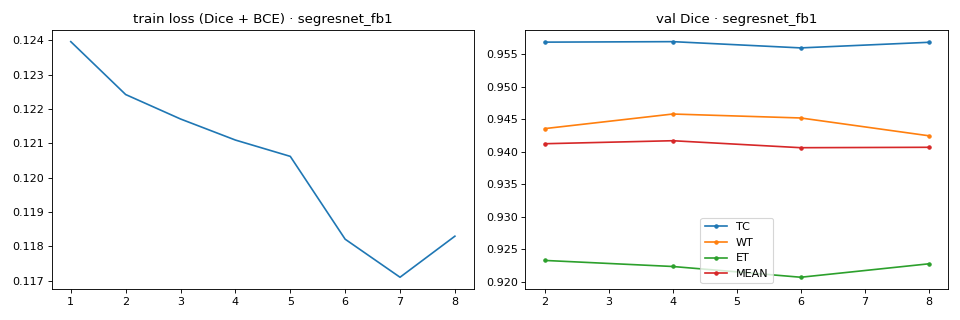 train loss (Dice + BCE) · segresnet_fb1
0.124
0.123
0.122
0.121
0.120
0.119
0.118
0.117
1 2 3 4 5 6 7 8
val Dice · segresnet_fb1
0.955
0.950
0.945
0.940
0.935
0.930
0.925
0.920
2 3 4 5 6 7 8
TC
WT
ET
MEAN